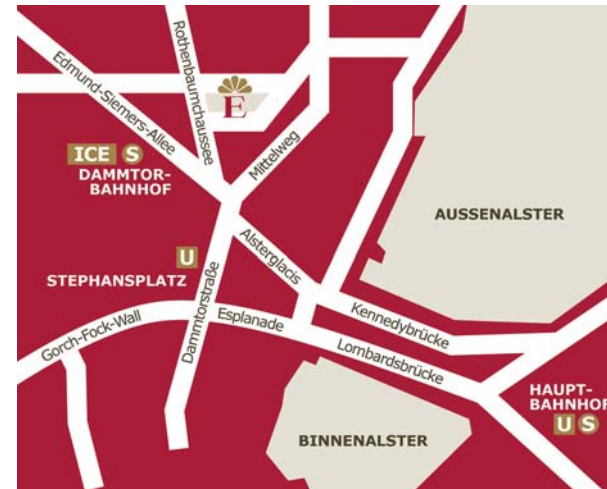 Edmund-Siemers-Allee
Rothenbaumchaussee
E
Mittelweg
ICE S
DAMMTOR-
BAHNHOF
AUSSENALSTER
U
STEPHANSPLATZ
Alsterglacis
Dammtorstraße
Gorch-Fock-Wall
Esplanade
Kennedybrücke
Lombardsbrücke
HAUPT-
BAHNHOF
U S
BINNENALSTER